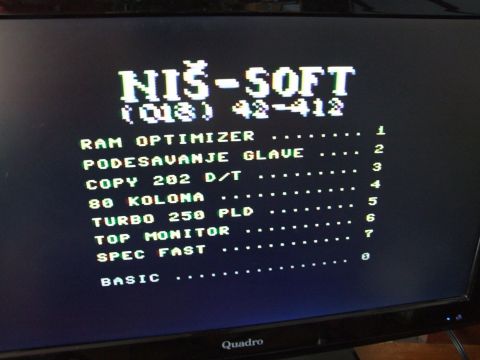 NIŠ-SOFT
(018) 42-412
RAM OPTIMIZER ........ 1
PODESAVANJE GLAVE .... 2
COPY 202 D/T ......... 3
80 KOLONA ............ 4
TURBO 250 PLD ........ 5
TOP MONITOR .......... 6
SPEC FAST ............ 7
BASIC ................ 0
Quadro